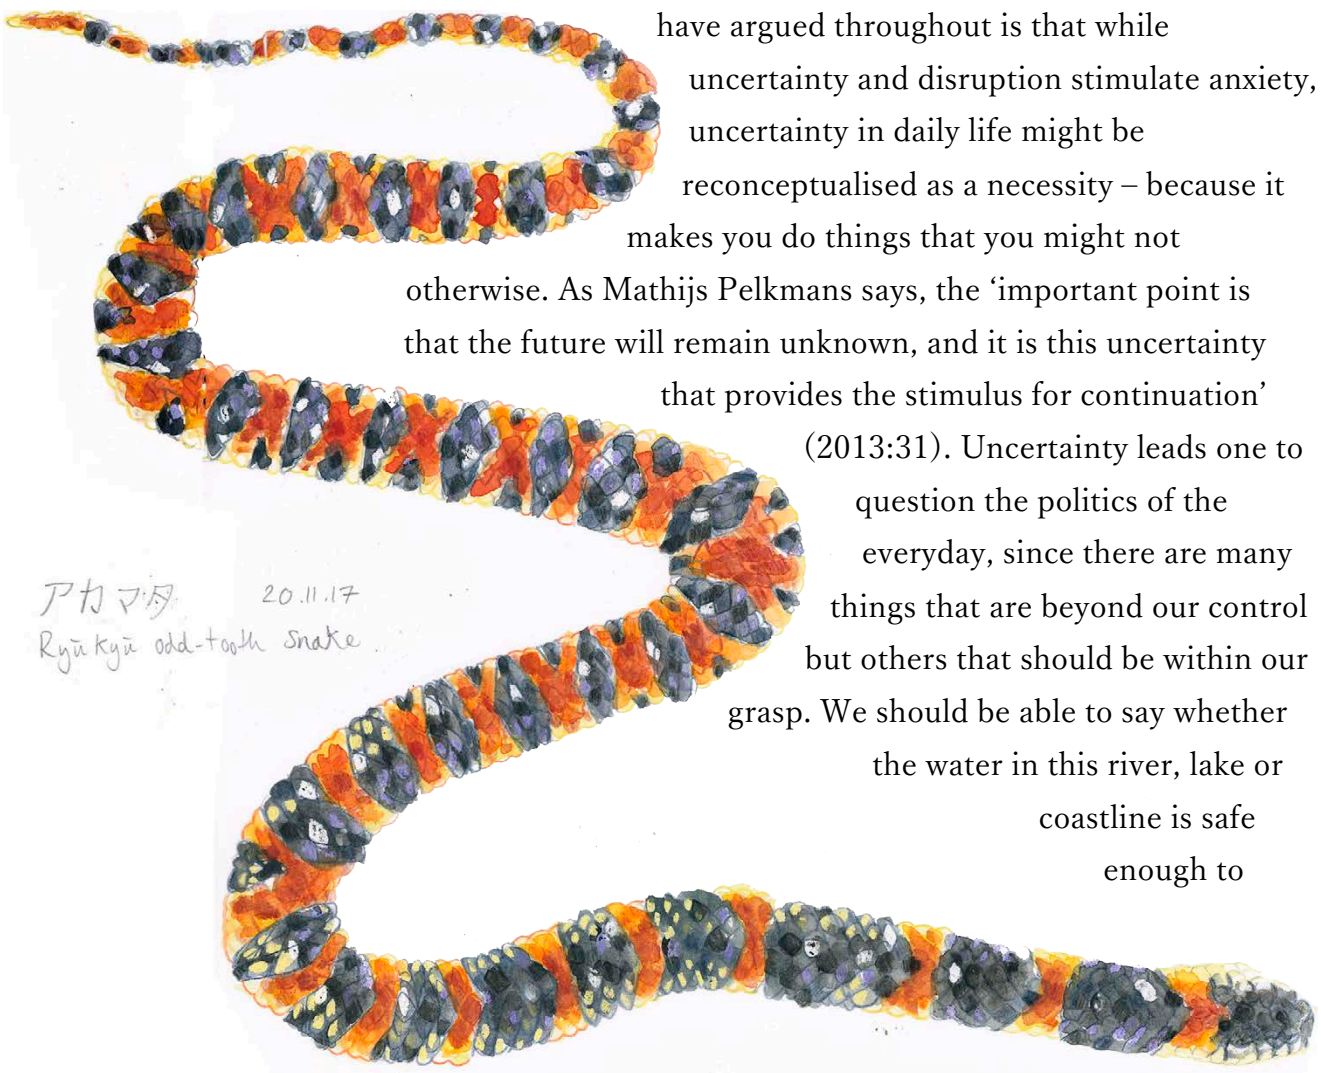 have argued throughout is that while
uncertainty and disruption stimulate anxiety,
uncertainty in daily life might be
reconceptualised as a necessity – because it
makes you do things that you might not
otherwise. As Mathijs Pelkmans says, the ‘important point is
that the future will remain unknown, and it is this uncertainty
that provides the stimulus for continuation’
(2013:31). Uncertainty leads one to
question the politics of the
everyday, since there are many
things that are beyond our control
but others that should be within our
grasp. We should be able to say whether
the water in this river, lake or
coastline is safe
enough to
アカマタ 20.11.17
Ryūkyū odd-tooth snake